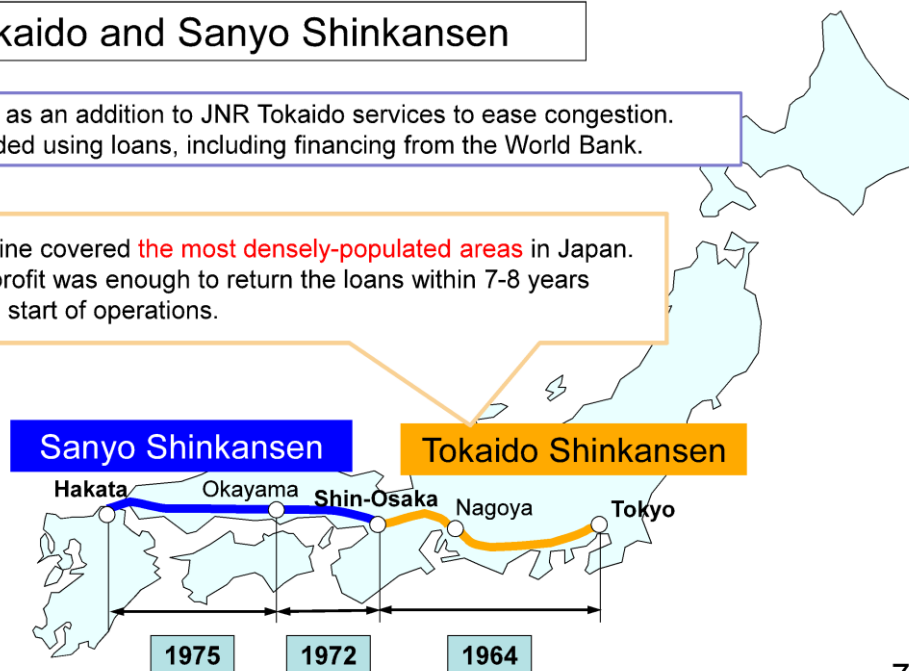 kaido and Sanyo Shinkansen
as an addition to JNR Tokaido services to ease congestion.
ded using loans, including financing from the World Bank.
ine covered the most densely-populated areas in Japan.
profit was enough to return the loans within 7-8 years
start of operations.
Sanyo Shinkansen
Tokaido Shinkansen
Hakata
Okayama
Shin-Osaka
Nagoya
Tokyo
1975
1972
1964
7